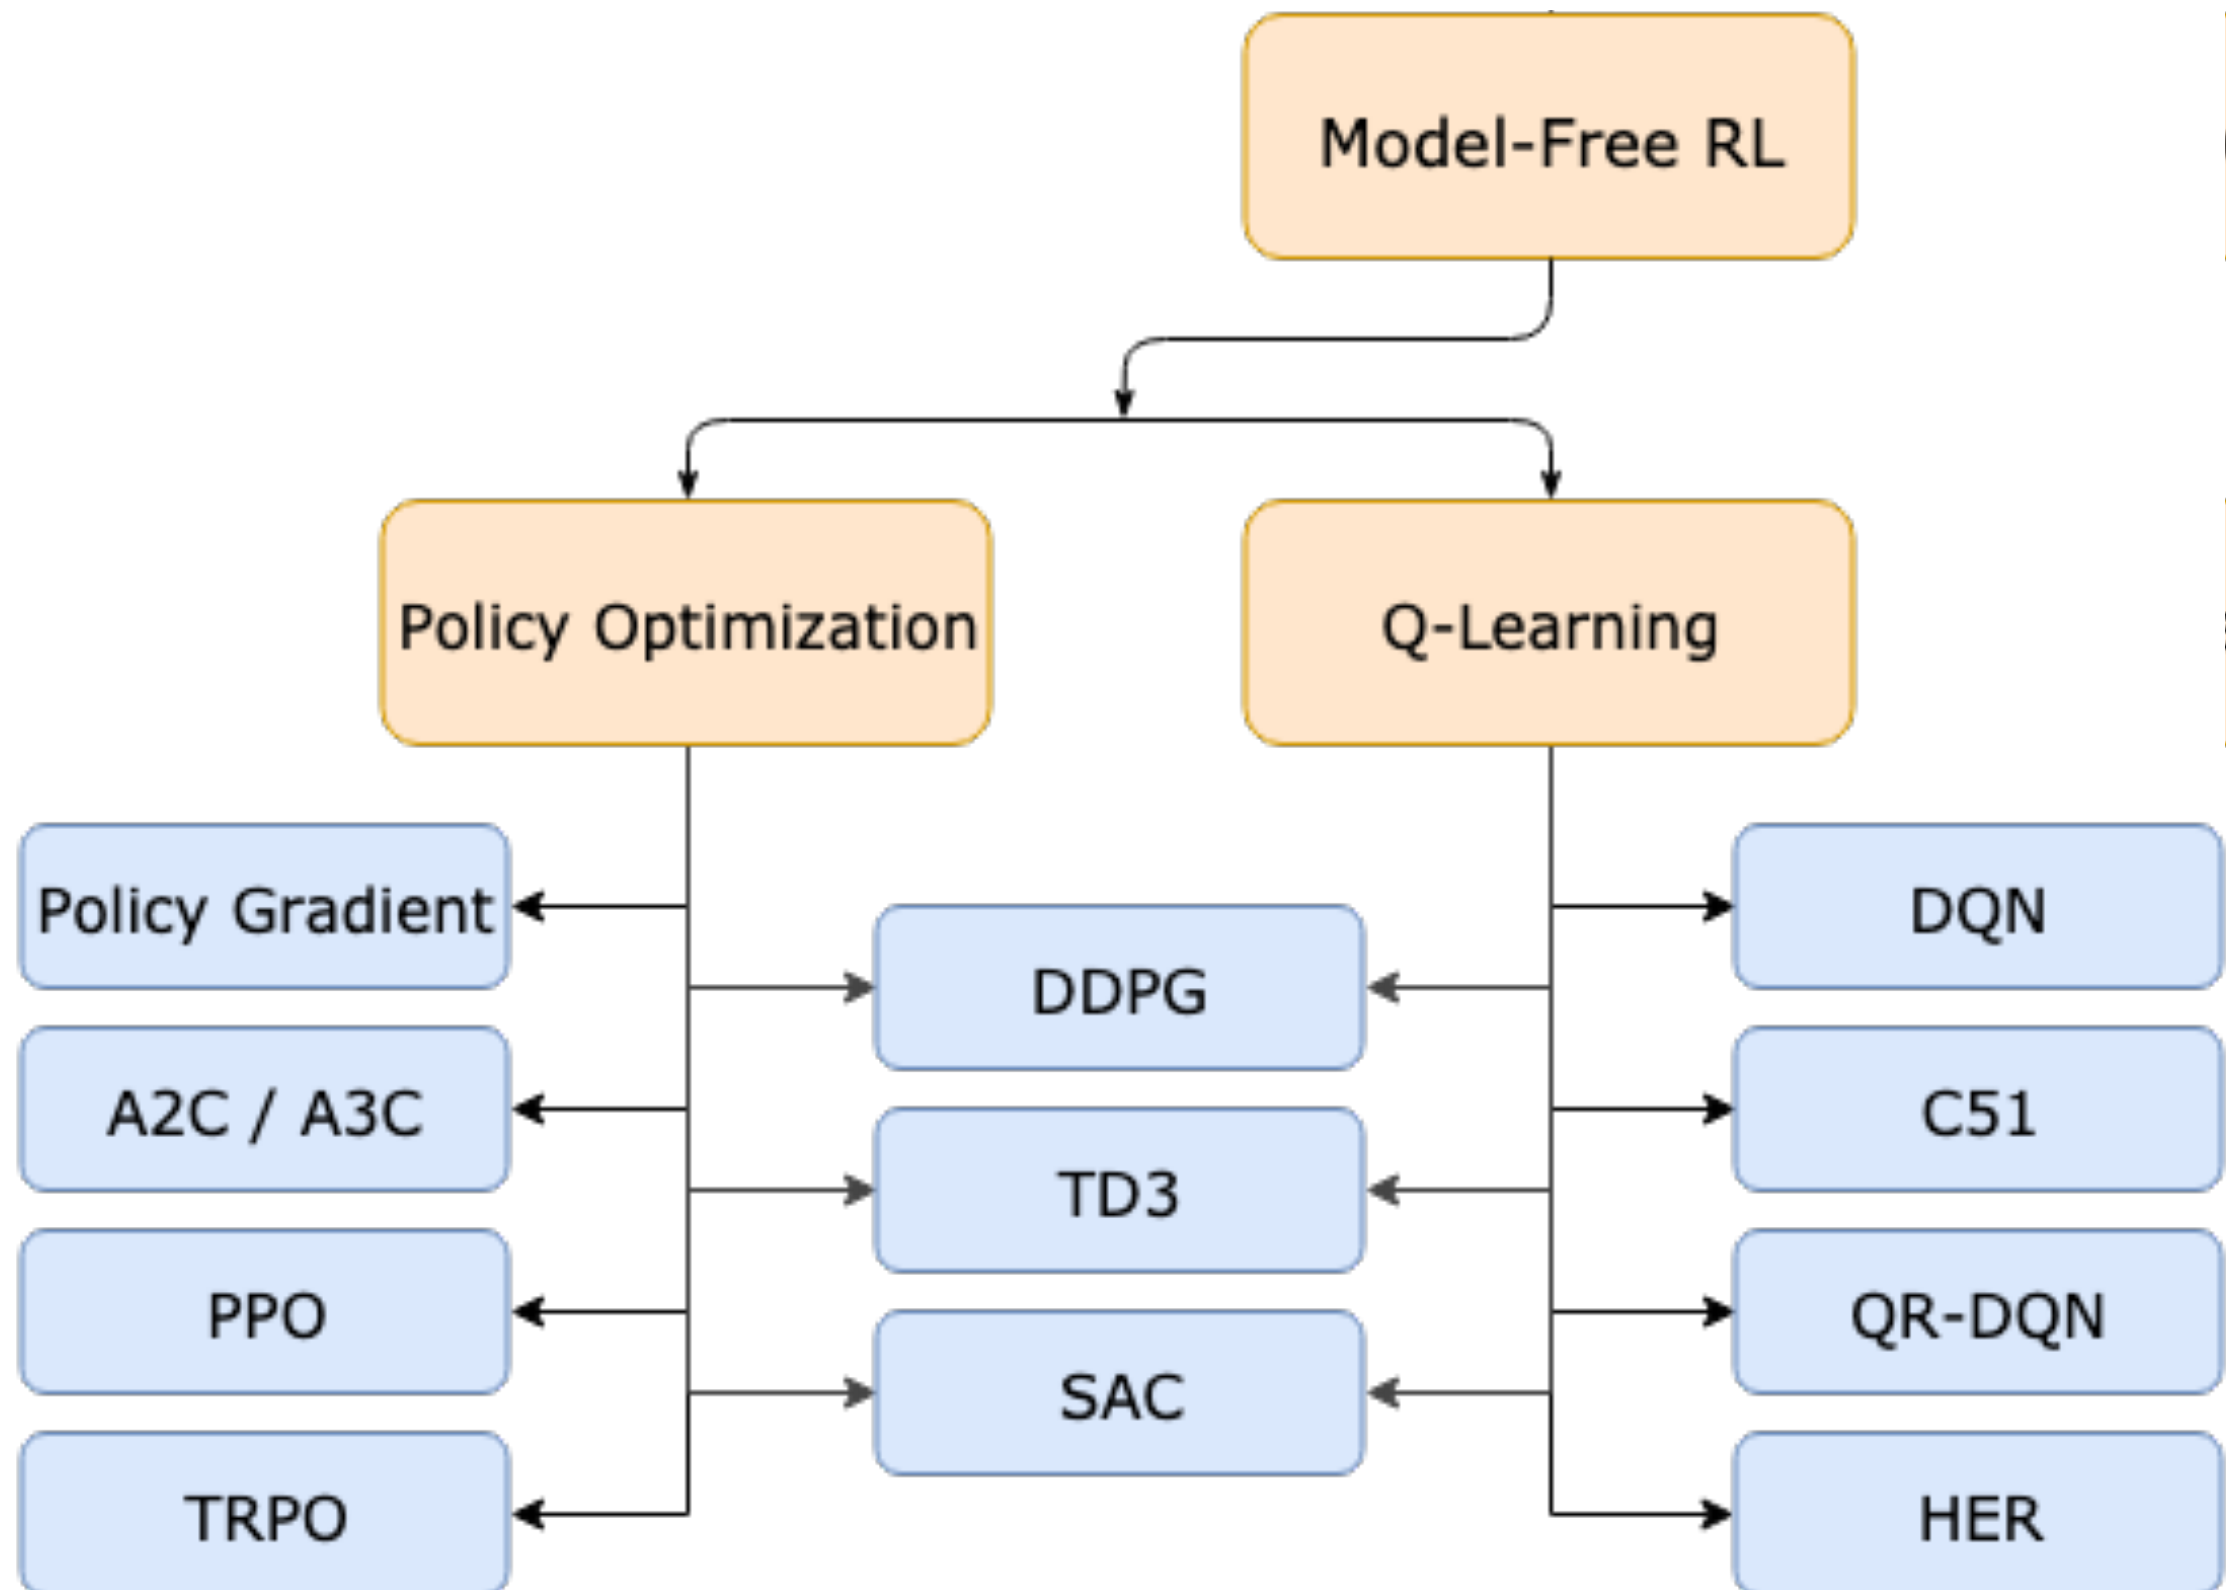 Model-Free RL
Policy Optimization
Q-Learning
Policy Gradient
DQN
DDPG
A2C / A3C
C51
TD3
PPO
QR-DQN
SAC
TRPO
HER